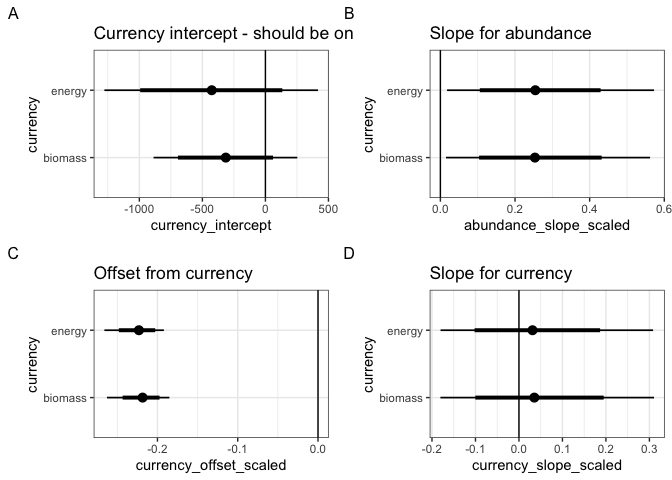 A
Currency intercept - should be on
currency
energy
biomass
-1000
-500
0
500
currency_intercept
B
Slope for abundance
currency
energy
biomass
0.0
0.2
0.4
0.6
abundance_slope_scaled
C
Offset from currency
currency
energy
biomass
-0.2
-0.1
0.0
currency_offset_scaled
D
Slope for currency
currency
energy
biomass
-0.2
-0.1
0.0
0.1
0.2
0.3
currency_slope_scaled